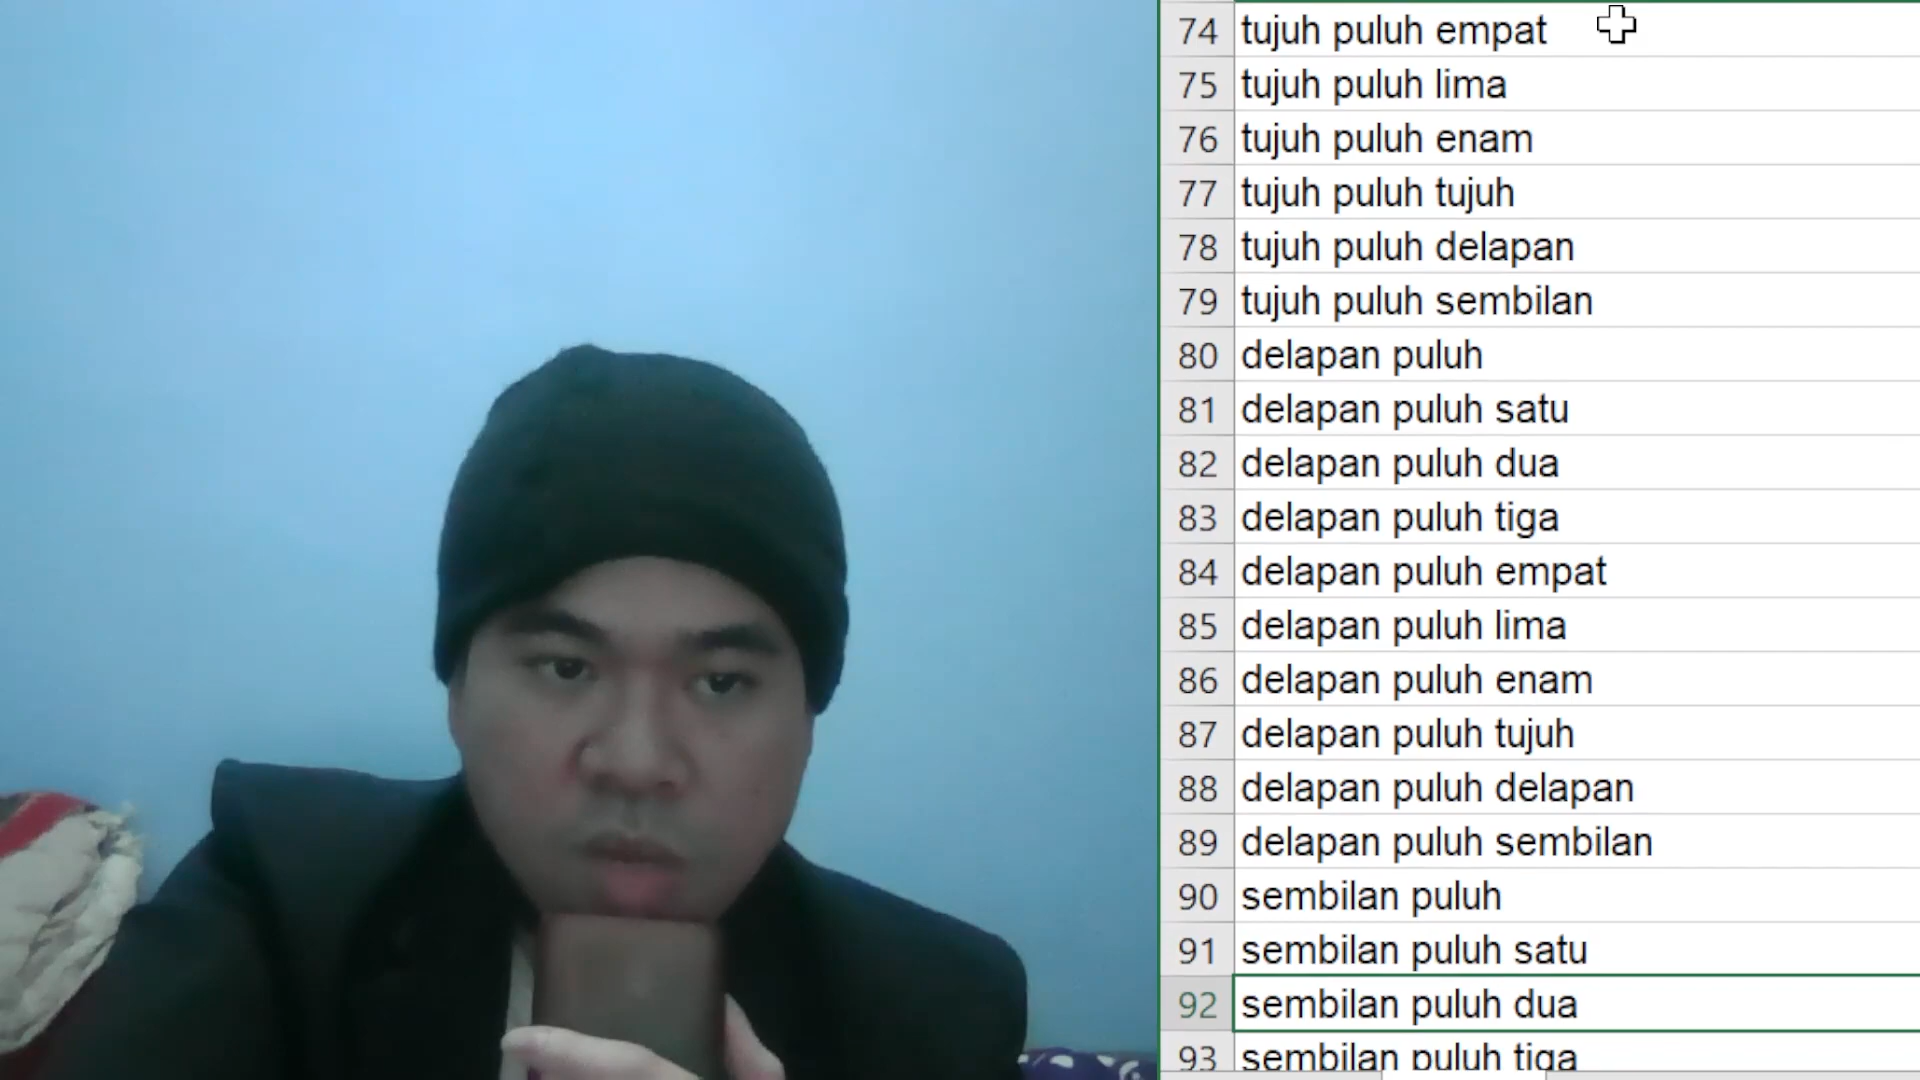 74 tujuh puluh empat
75 tujuh puluh lima
76 tujuh puluh enam
77 tujuh puluh tujuh
78 tujuh puluh delapan
79 tujuh puluh sembilan
80 delapan puluh
81 delapan puluh satu
82 delapan puluh dua
83 delapan puluh tiga
84 delapan puluh empat
85 delapan puluh lima
86 delapan puluh enam
87 delapan puluh tujuh
88 delapan puluh delapan
89 delapan puluh sembilan
90 sembilan puluh
91 sembilan puluh satu
92 sembilan puluh dua
93 sembilan puluh tiga